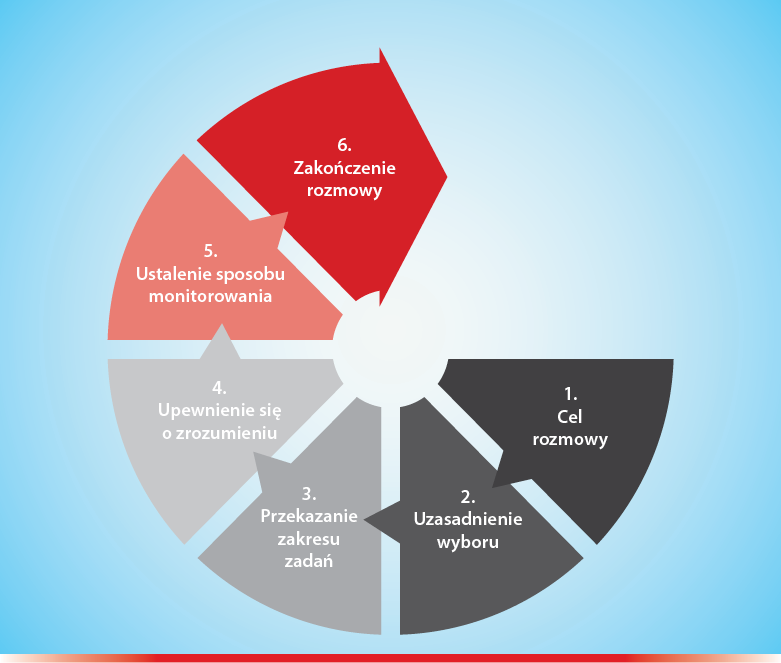 1.
Cel
rozmowy
2.
Uzasadnienie
wyboru
3.
Przekazanie
zakresu
zadań
4.
Upewnienie się
o zrozumieniu
5.
Ustalenie sposobu
monitorowania
6.
Zakończenie
rozmowy